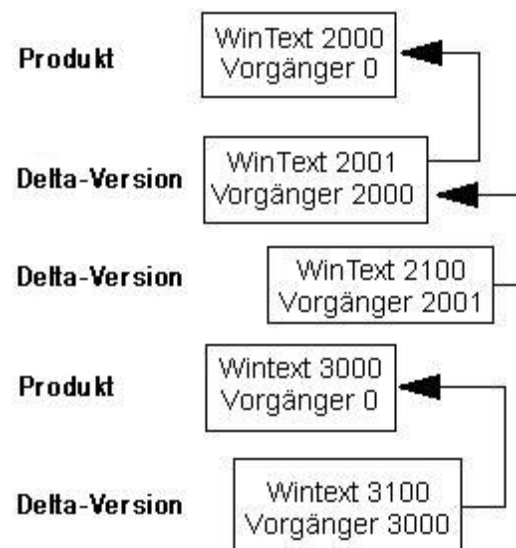 Produkt
WinText 2000
Vorgänger 0
Delta-Version
WinText 2001
Vorgänger 2000
Delta-Version
WinText 2100
Vorgänger 2001
Produkt
Wintext 3000
Vorgänger 0
Delta-Version
Wintext 3100
Vorgänger 3000